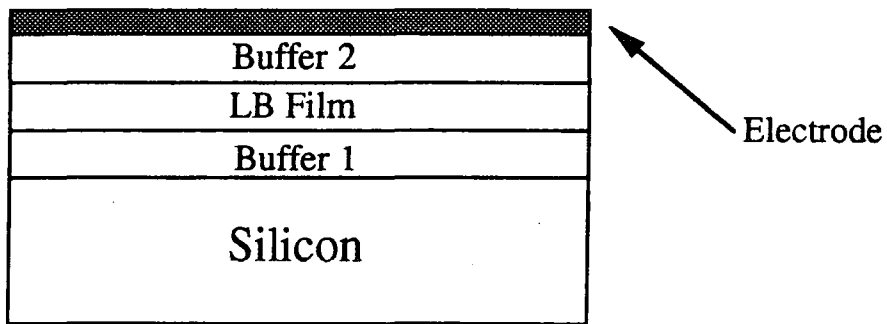 Buffer 2
LB Film
Electrode
Buffer 1
Silicon